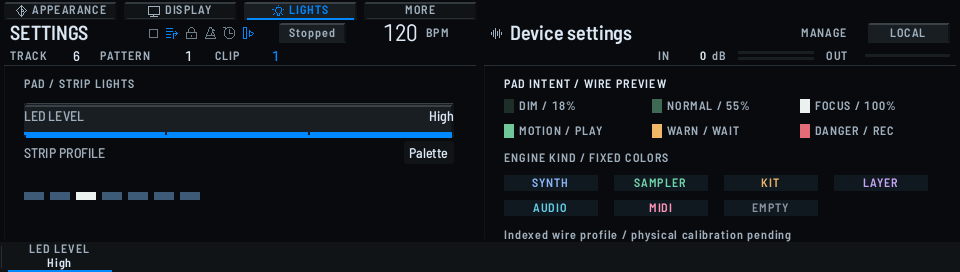 APPEARANCE DISPLAY LIGHTS MORE
SETTINGS Stopped 120 BPM Device settings MANAGE LOCAL
TRACK 6 PATTERN 1 CLIP 1 IN 0 dB OUT
PAD / STRIP LIGHTS
LED LEVEL High
STRIP PROFILE Palette
PAD INTENT / WIRE PREVIEW
DIM / 18% NORMAL / 55% FOCUS / 100%
MOTION / PLAY WARN / WAIT DANGER / REC
ENGINE KIND / FIXED COLORS
SYNTH SAMPLER KIT LAYER
AUDIO MIDI EMPTY
Indexed wire profile / physical calibration pending
LED LEVEL
High